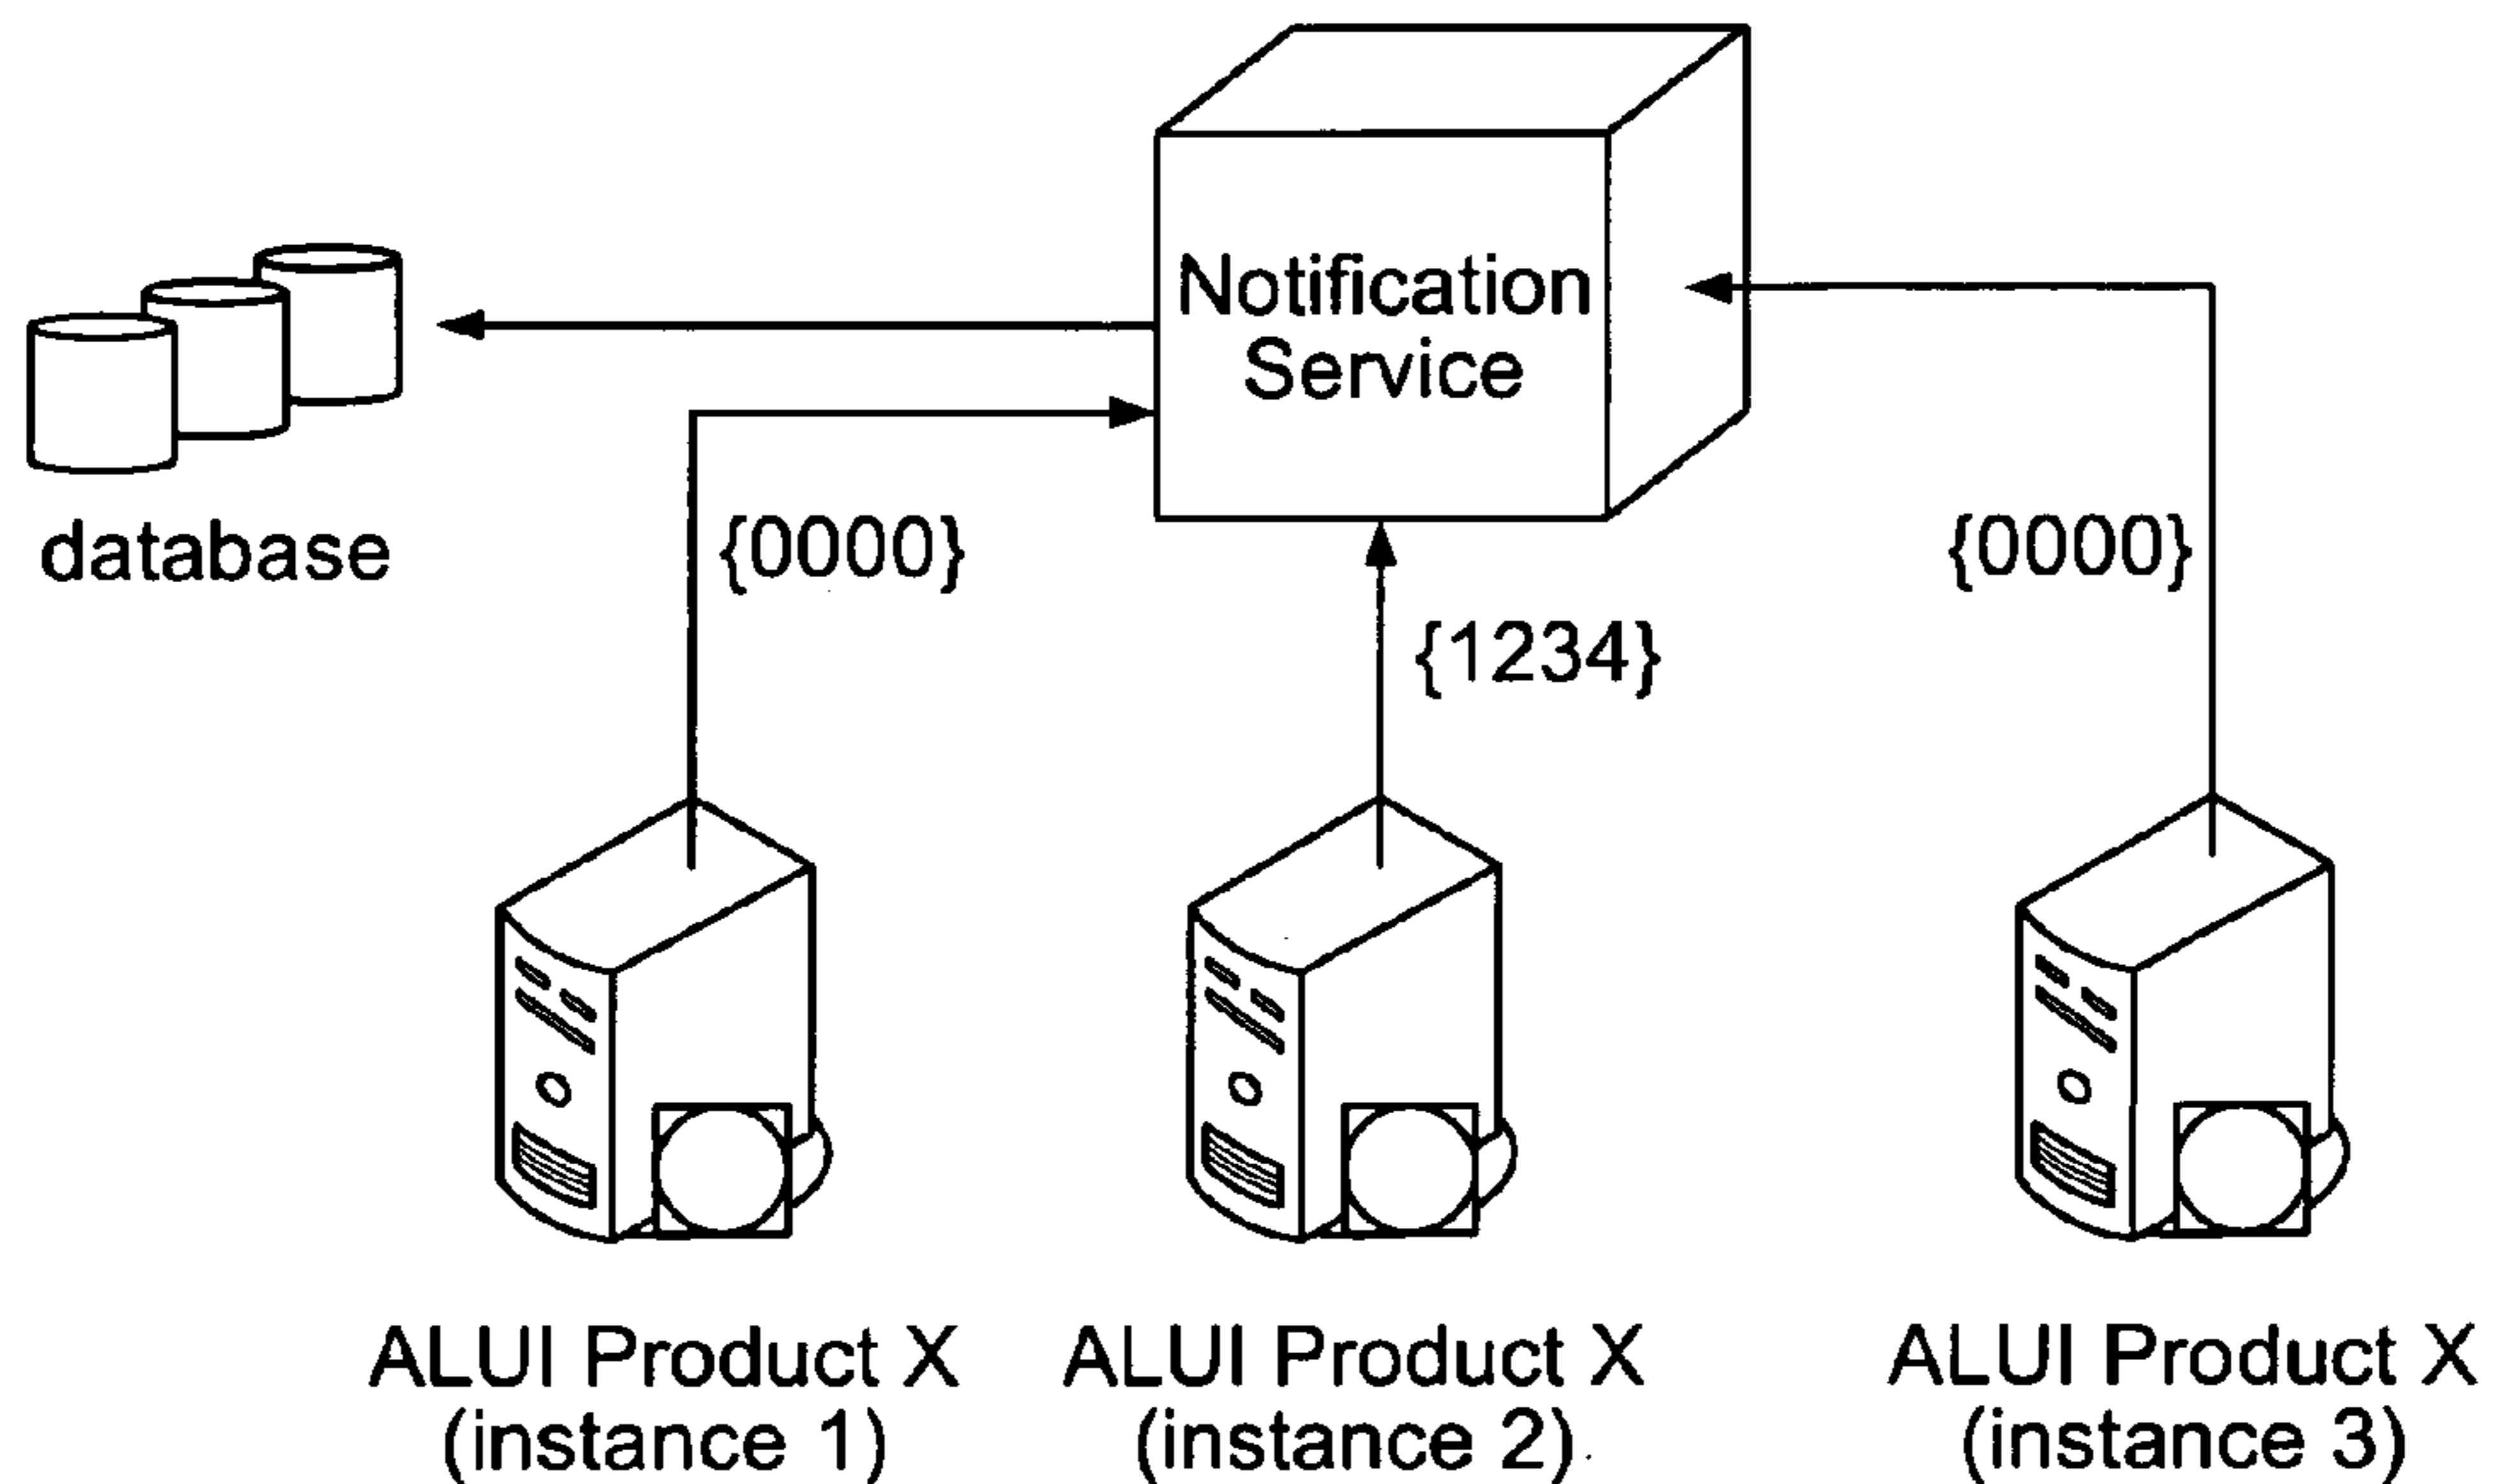 Notification
Service
database
{0000}
{0000}
{1234}
ALUI Product X
(instance 1)
ALUI Product X
(instance 2)
ALUI Product X
(instance 3)